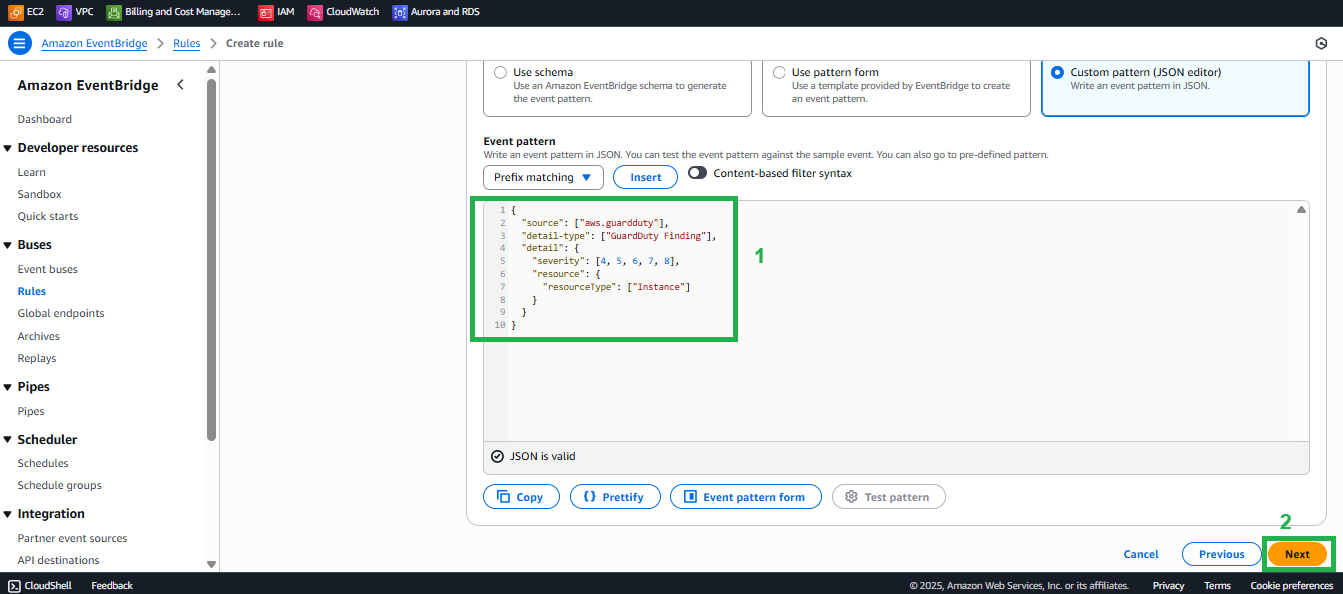 EC2 VPC Billing and Cost Manage... IAM CloudWatch Aurora and RDS
Amazon EventBridge > Rules > Create rule
Amazon EventBridge
Dashboard
Developer resources
Learn
Sandbox
Quick starts
Buses
Event buses
Rules
Global endpoints
Archives
Replays
Pipes
Pipes
Scheduler
Schedules
Schedule groups
Integration
Partner event sources
API destinations
Use schema
Use an Amazon EventBridge schema to generate
the event pattern.
Use pattern form
Use a template provided by EventBridge to create
an event pattern.
Custom pattern (JSON editor)
Write an event pattern in JSON.
Event pattern
Write an event pattern in JSON. You can test the event pattern against the sample event. You can also go to pre-defined pattern.
Prefix matching Insert Content-based filter syntax
1 {
2 "source": ["aws.guardduty"],
3 "detail-type": ["GuardDuty Finding"],
4 "detail": {
5 "severity": [4, 5, 6, 7, 8],
6 "resource": {
7 "resourceType": ["Instance"]
8 }
9 }
10 }
1
JSON is valid
Copy {} Prettify Event pattern form Test pattern
2
Cancel Previous Next
CloudShell Feedback © 2025, Amazon Web Services, Inc. or its affiliates. Privacy Terms Cookie preferences